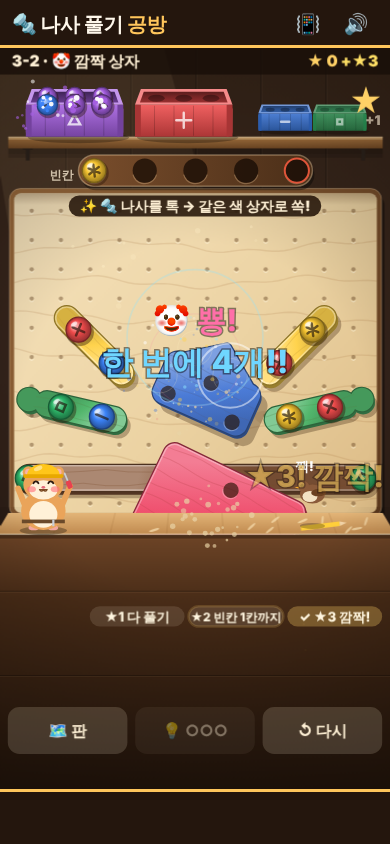 🔩 나사 풀기 공방
3-2 · 🤡 깜짝 상자
★ 0 + ★3
+1
빈칸
✨ 🔩 나사를 톡 → 같은 색 상자로 쏙!
🤡 뿅!
한 번에 4개!!
찍!
★3! 깜짝!
★1 다 풀기
★2 빈칸 1칸까지
✓ ★3 깜짝!
🗺️ 판
💡 ○○○
↺ 다시